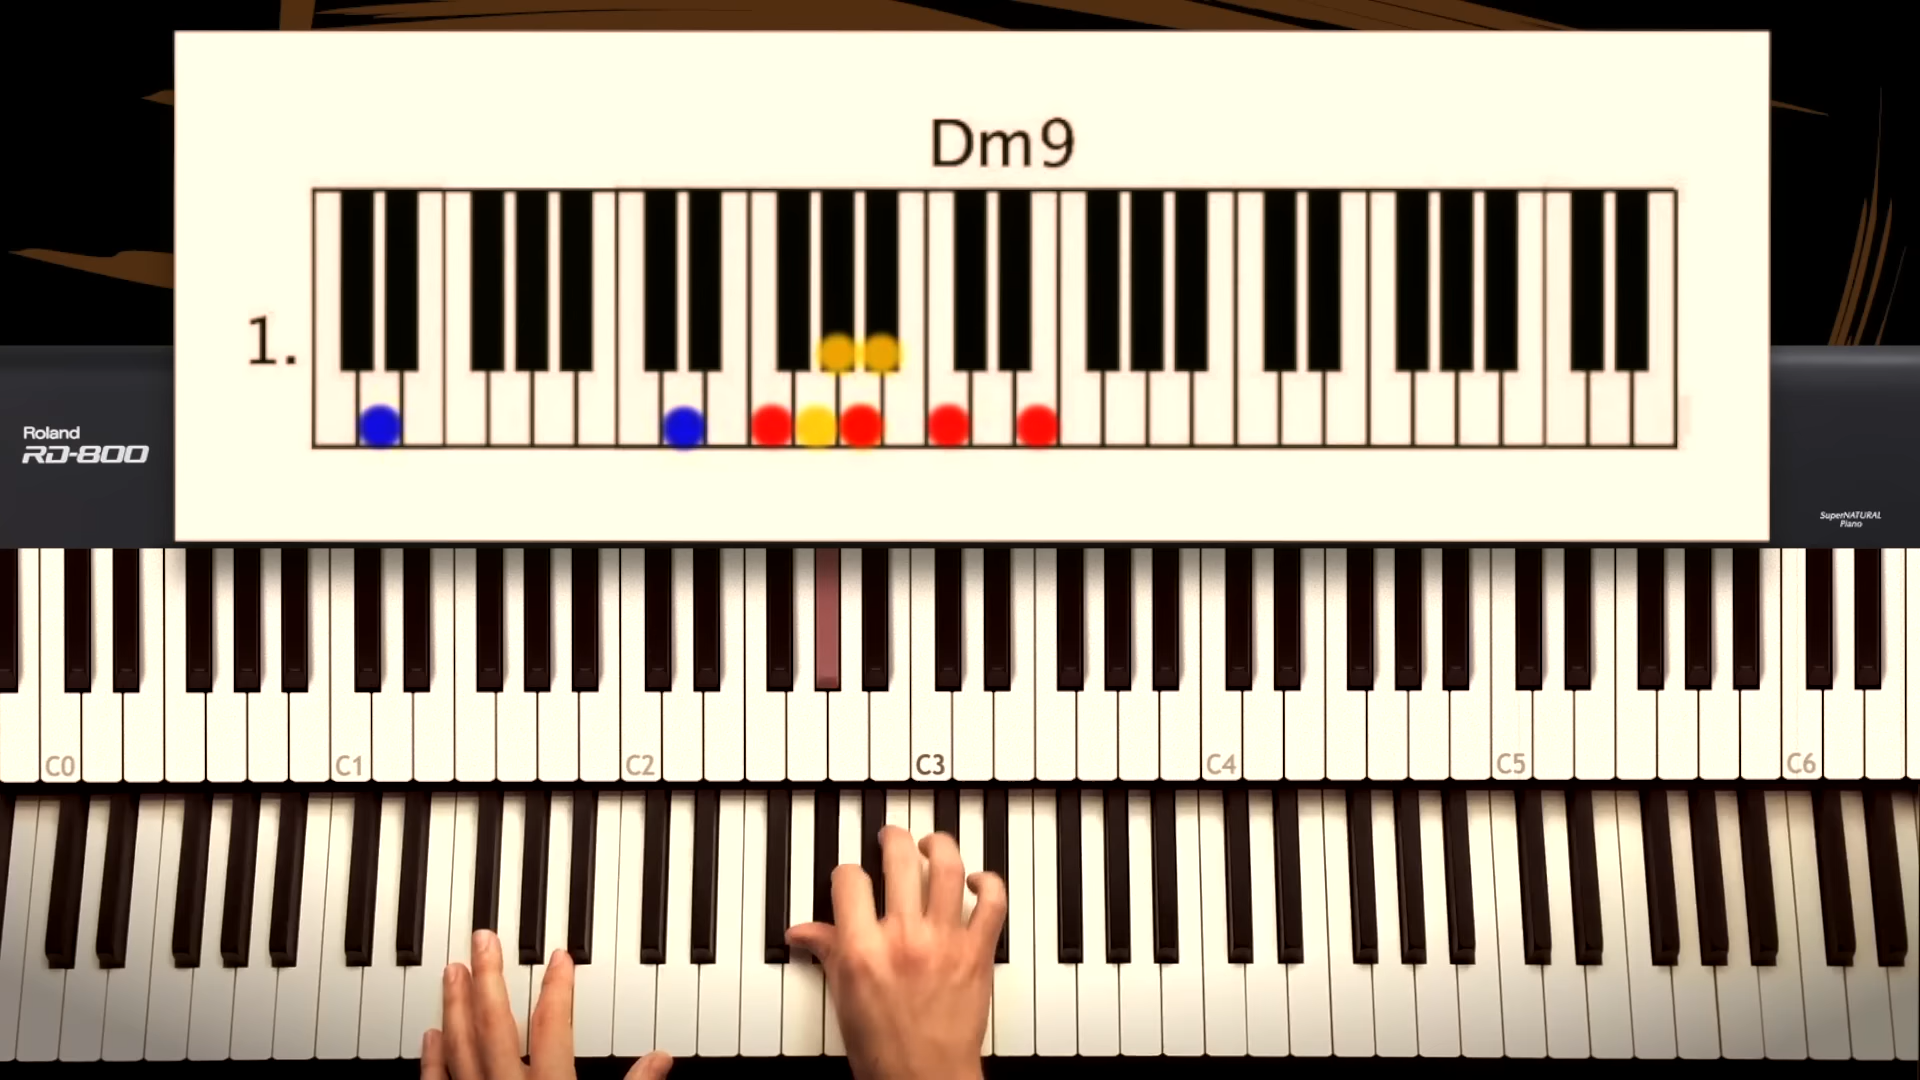 Dm9
1.
Roland
RD-800
SuperNATURAL
Piano
C0 C1 C2 C3 C4 C5 C6